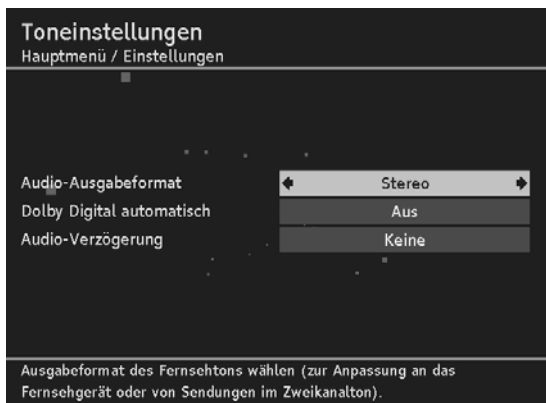 Toneinstellungen
Hauptmenü / Einstellungen
Audio-Ausgabeformat Stereo
Dolby Digital automatisch Aus
Audio-Verzögerung Keine
Ausgabeformat des Fernsehtons wählen (zur Anpassung an das
Fernsehgerät oder von Sendungen im Zweikanalton).